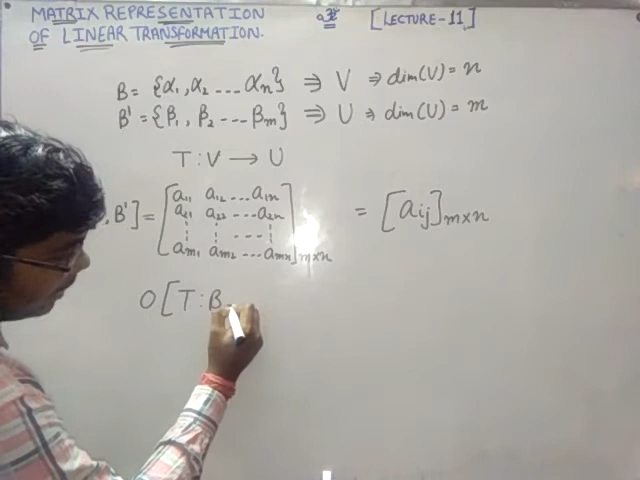 MATRIX REPRESENTATION
OF LINEAR TRANSFORMATION.
[LECTURE-11]
B = {α₁, α₂ ... αₙ} ⇒ V ⇒ dim(V) = n
B' = {β₁, β₂ ... βₘ} ⇒ U ⇒ dim(U) = m
T : V → U
, B'] = [a₁₁ a₁₂ ... a₁ₙ
a₂₁ a₂₂ ... a₂ₙ
⋮ ⋮ ... ⋮
aₘ₁ aₘ₂ ... aₘₙ]ₘₓₙ = [aᵢⱼ]ₘₓₙ
O[T : B